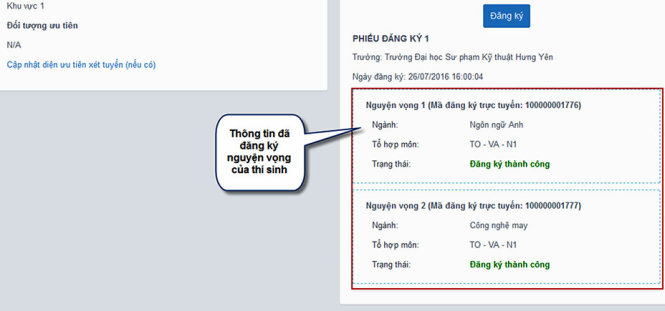 Khu vực 1
Đối tượng ưu tiên
N/A
Cập nhật diện ưu tiên xét tuyển (nếu có)
Thông tin đã
đăng ký
nguyện vọng
của thí sinh
Đăng ký
PHIẾU ĐĂNG KÝ 1
Trường: Trường Đại học Sư phạm Kỹ thuật Hưng Yên
Ngày đăng ký: 26/07/2016 16:00:04
Nguyện vọng 1 (Mã đăng ký trực tuyến: 100000001776)
Ngành: Ngôn ngữ Anh
Tổ hợp môn: TO - VA - N1
Trạng thái: Đăng ký thành công
Nguyện vọng 2 (Mã đăng ký trực tuyến: 100000001777)
Ngành: Công nghệ may
Tổ hợp môn: TO - VA - N1
Trạng thái: Đăng ký thành công